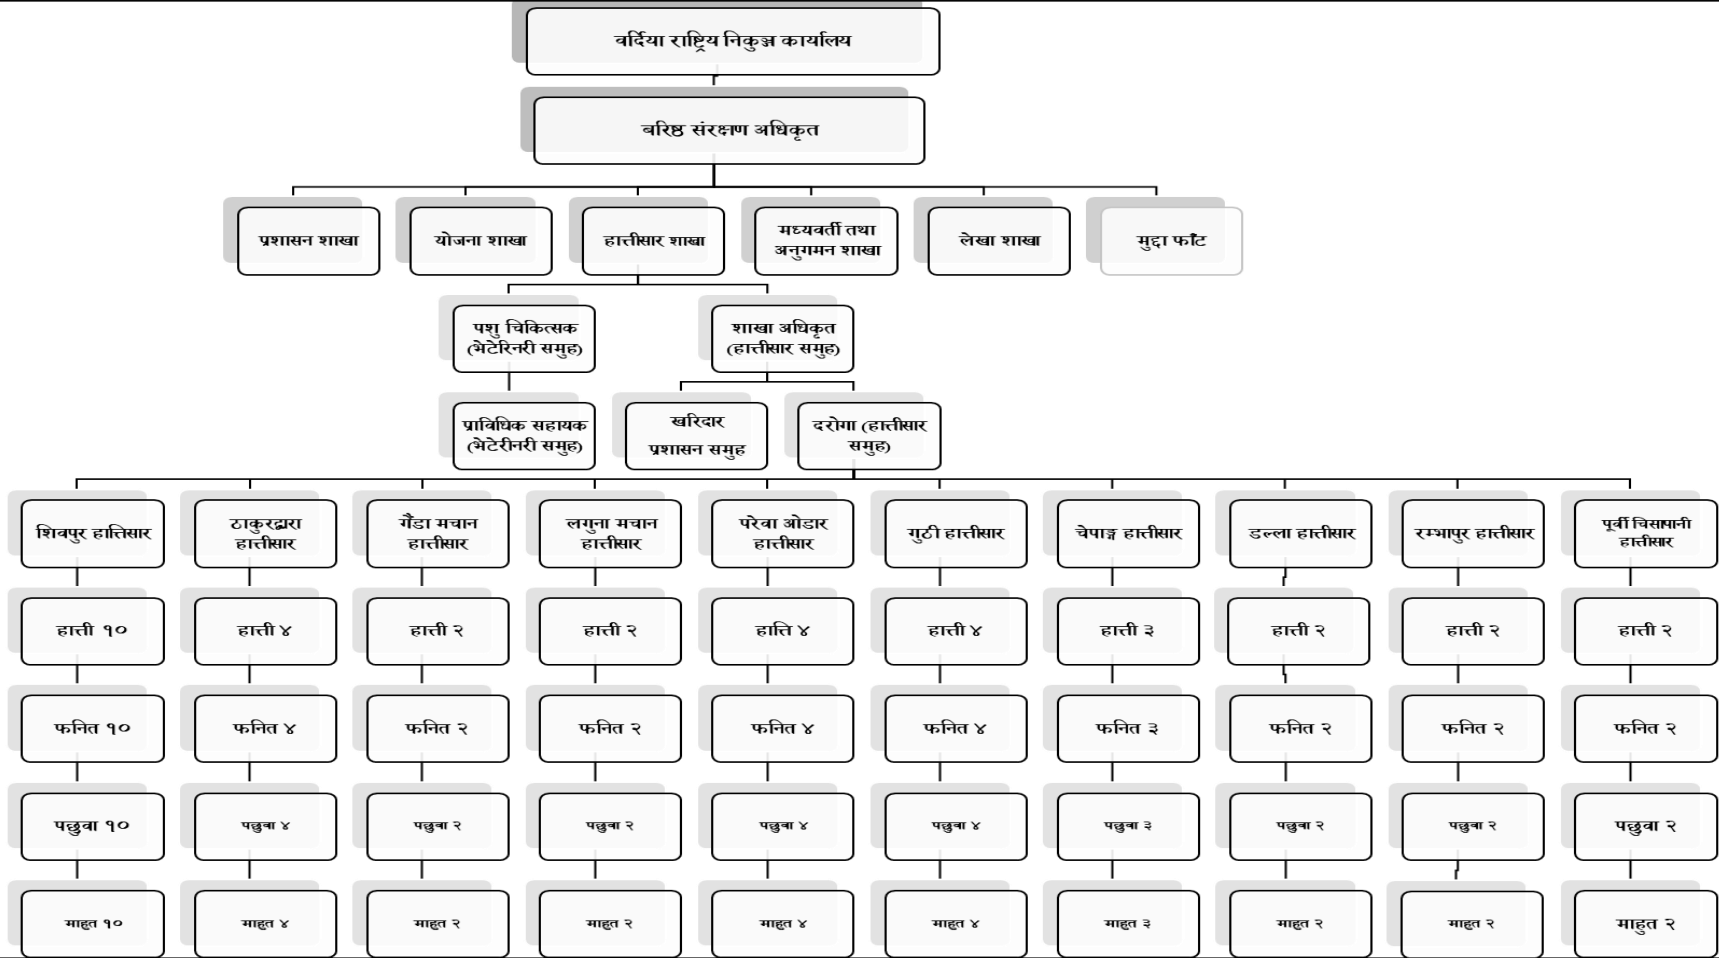 वर्दिया राष्ट्रिय निकुञ्ज कार्यालय
बरिष्ठ संरक्षण अधिकृत
प्रशासन शाखा
योजना शाखा
हात्तीसार शाखा
मध्यवर्ती तथा
अनुगमन शाखा
लेखा शाखा
मुद्दा फाँट
पशु चिकित्सक
(भेटेरिनरी समुह)
शाखा अधिकृत
(हात्तीसार समुह)
प्राविधिक सहायक
(भेटेरीनरी समुह)
खरिदार
प्रशासन समुह
दरोगा (हात्तीसार
समुह)
शिवपुर हात्तिसार
ठाकुरद्वारा
हात्तीसार
गैंडा मचान
हात्तीसार
लगुना मचान
हात्तीसार
परेवा ओडार
हात्तीसार
गुठी हात्तीसार
चेपाङ्ग हात्तीसार
डल्ला हात्तीसार
रम्भापुर हात्तीसार
पूर्वी चिसापानी
हात्तीसार
हात्ती १०
हात्ती ४
हात्ती २
हात्ती २
हाति ४
हात्ती ४
हात्ती ३
हात्ती २
हात्ती २
हात्ती २
फनित १०
फनित ४
फनित २
फनित २
फनित ४
फनित ४
फनित ३
फनित २
फनित २
फनित २
पछुवा १०
पछुवा ४
पछुवा २
पछुवा २
पछुवा ४
पछुवा ४
पछुवा ३
पछुवा २
पछुवा २
पछुवा २
माहुत १०
माहुत ४
माहुत २
माहुत २
माहुत ४
माहुत ४
माहुत ३
माहुत २
माहुत २
माहुत २